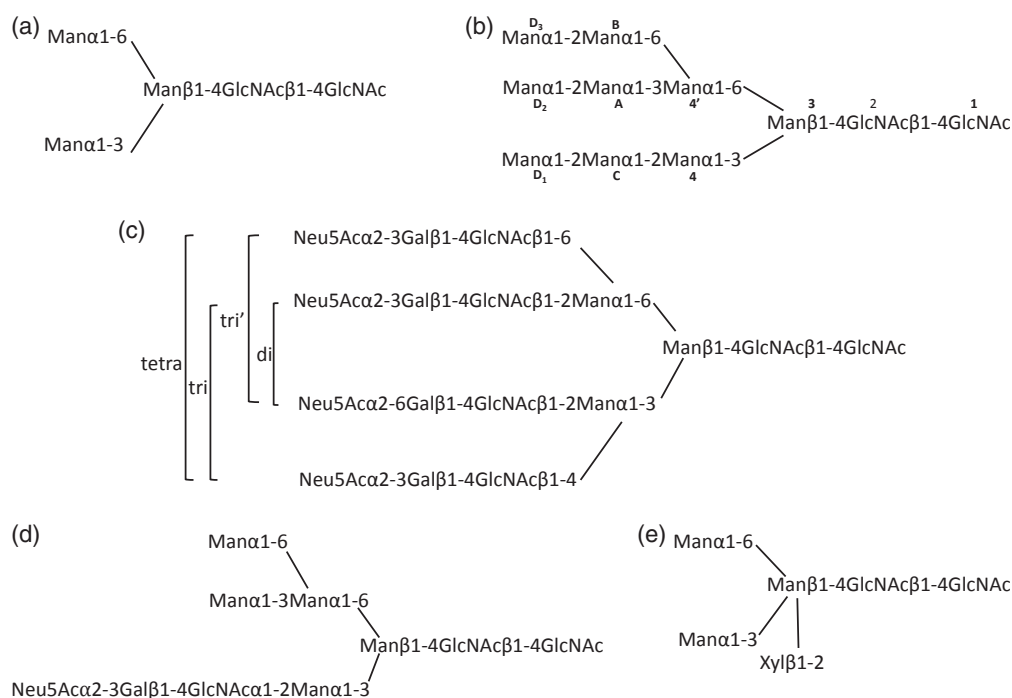 (a)
Manα1-6
Manβ1-4GlcNAcβ1-4GlcNAc
Manα1-3
(b)
D3 B
Manα1-2Manα1-6
Manα1-2Manα1-3Manα1-6
D2 A 4'
3 2 1
Manβ1-4GlcNAcβ1-4GlcNAc
Manα1-2Manα1-2Manα1-3
D1 C 4
(c)
tetra
tri
tri'
di
Neu5Acα2-3Galβ1-4GlcNAcβ1-6
Neu5Acα2-3Galβ1-4GlcNAcβ1-2Manα1-6
Manβ1-4GlcNAcβ1-4GlcNAc
Neu5Acα2-6Galβ1-4GlcNAcβ1-2Manα1-3
Neu5Acα2-3Galβ1-4GlcNAcβ1-4
(d)
Manα1-6
Manα1-3Manα1-6
Manβ1-4GlcNAcβ1-4GlcNAc
Neu5Acα2-3Galβ1-4GlcNAcα1-2Manα1-3
(e)
Manα1-6
Manβ1-4GlcNAcβ1-4GlcNAc
Manα1-3
Xylβ1-2